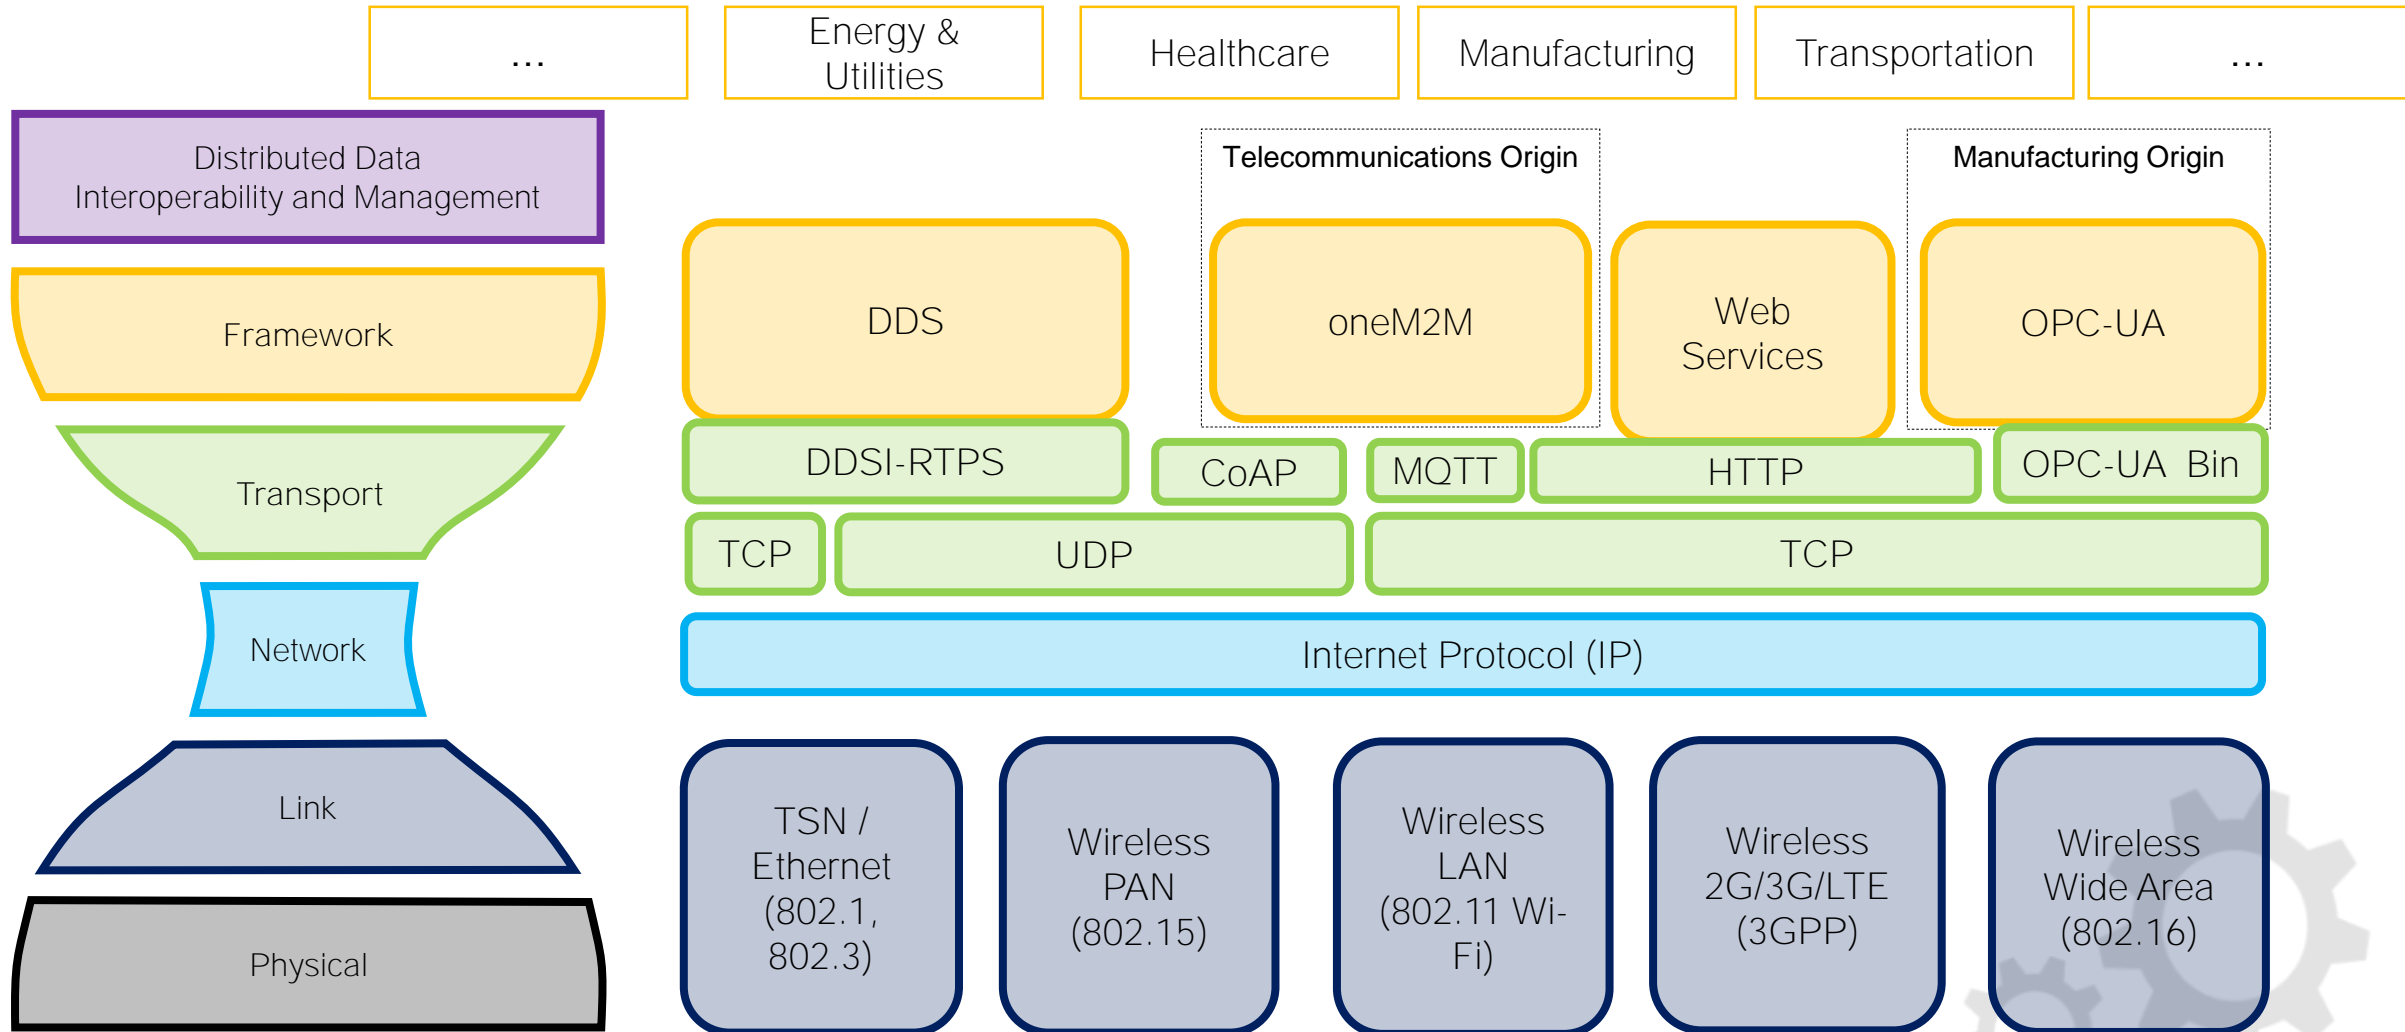 ...
Energy &
Utilities
Healthcare
Manufacturing
Transportation
...
Distributed Data
Interoperability and Management
Telecommunications Origin
Manufacturing Origin
Framework
DDS
oneM2M
Web
Services
OPC-UA
Transport
DDSI-RTPS
CoAP
MQTT
HTTP
OPC-UA Bin
TCP
UDP
TCP
Network
Internet Protocol (IP)
Link
TSN /
Ethernet
(802.1,
802.3)
Wireless
PAN
(802.15)
Wireless
LAN
(802.11 Wi-
Fi)
Wireless
2G/3G/LTE
(3GPP)
Wireless
Wide Area
(802.16)
Physical